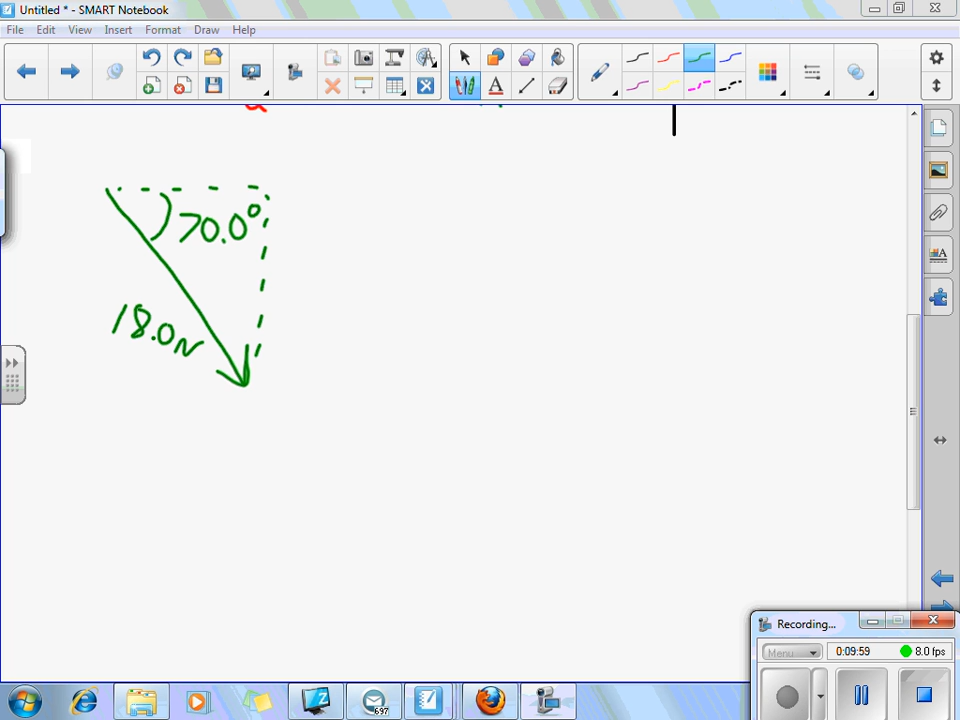 Untitled * - SMART Notebook
File Edit View Insert Format Draw Help
70.0°
18.0N
Recording...
Menu
0:09:59
8.0 fps
697